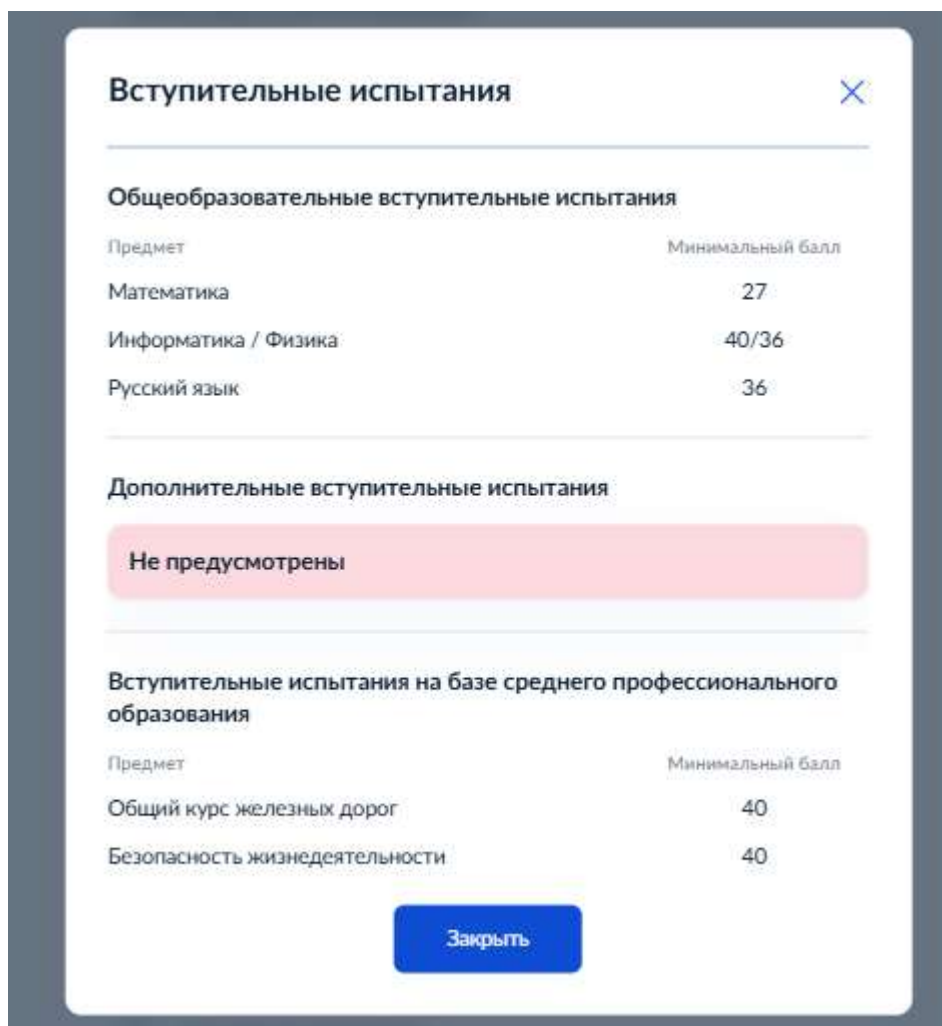 Вступительные испытания
Общеобразовательные вступительные испытания
Предмет Минимальный балл
Математика 27
Информатика / Физика 40/36
Русский язык 36
Дополнительные вступительные испытания
Не предусмотрены
Вступительные испытания на базе среднего профессионального
образования
Предмет Минимальный балл
Общий курс железных дорог 40
Безопасность жизнедеятельности 40
Закрыть